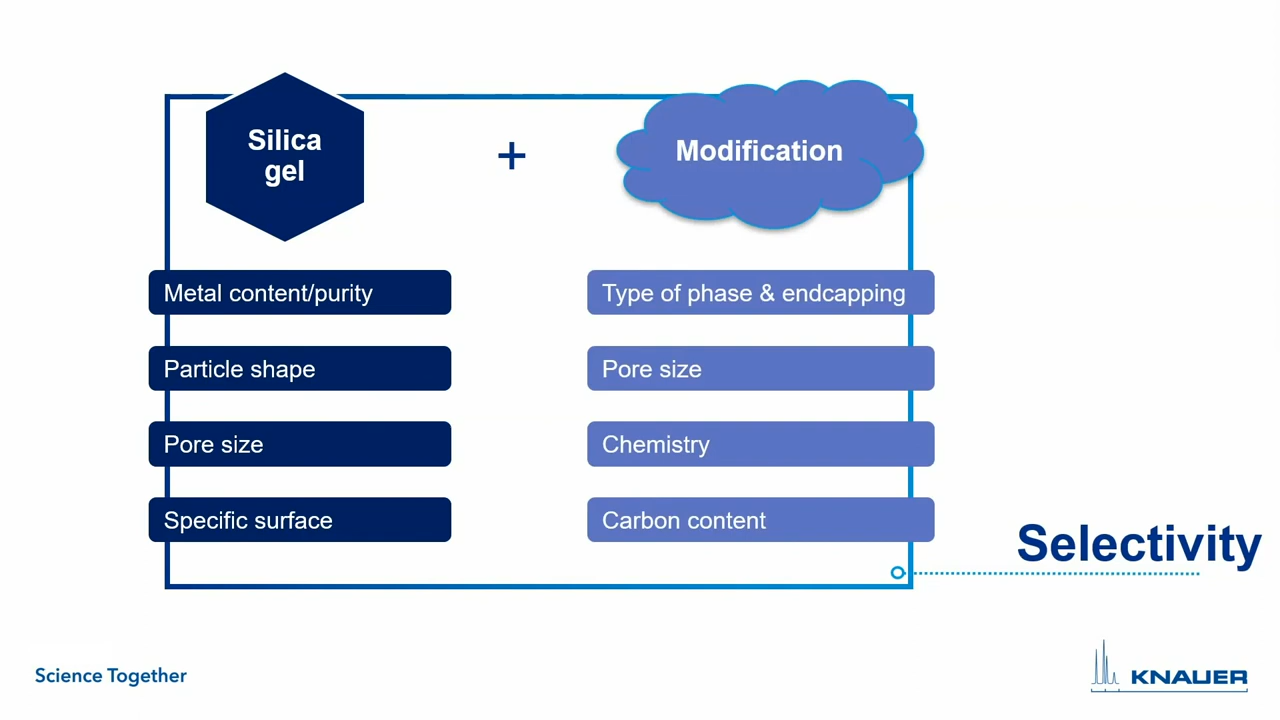 Silica
gel
+
Modification
Metal content/purity
Type of phase & endcapping
Particle shape
Pore size
Pore size
Chemistry
Specific surface
Carbon content
Selectivity
Science Together
KNAUER